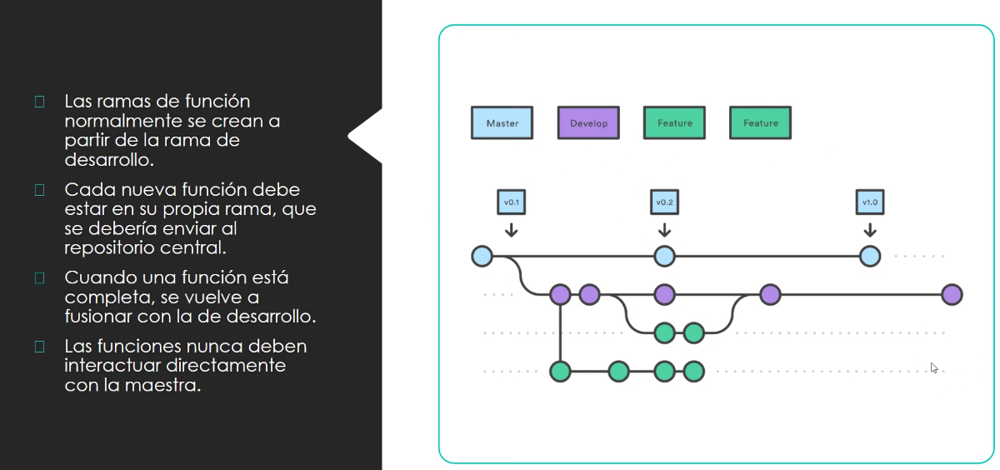 Las ramas de función
normalmente se crean a
partir de la rama de
desarrollo.
Cada nueva función debe
estar en su propia rama, que
se debería enviar al
repositorio central.
Cuando una función está
completa, se vuelve a
fusionar con la de desarrollo.
Las funciones nunca deben
interactuar directamente
con la maestra.
Master
Develop
Feature
Feature
v0.1
v0.2
v1.0